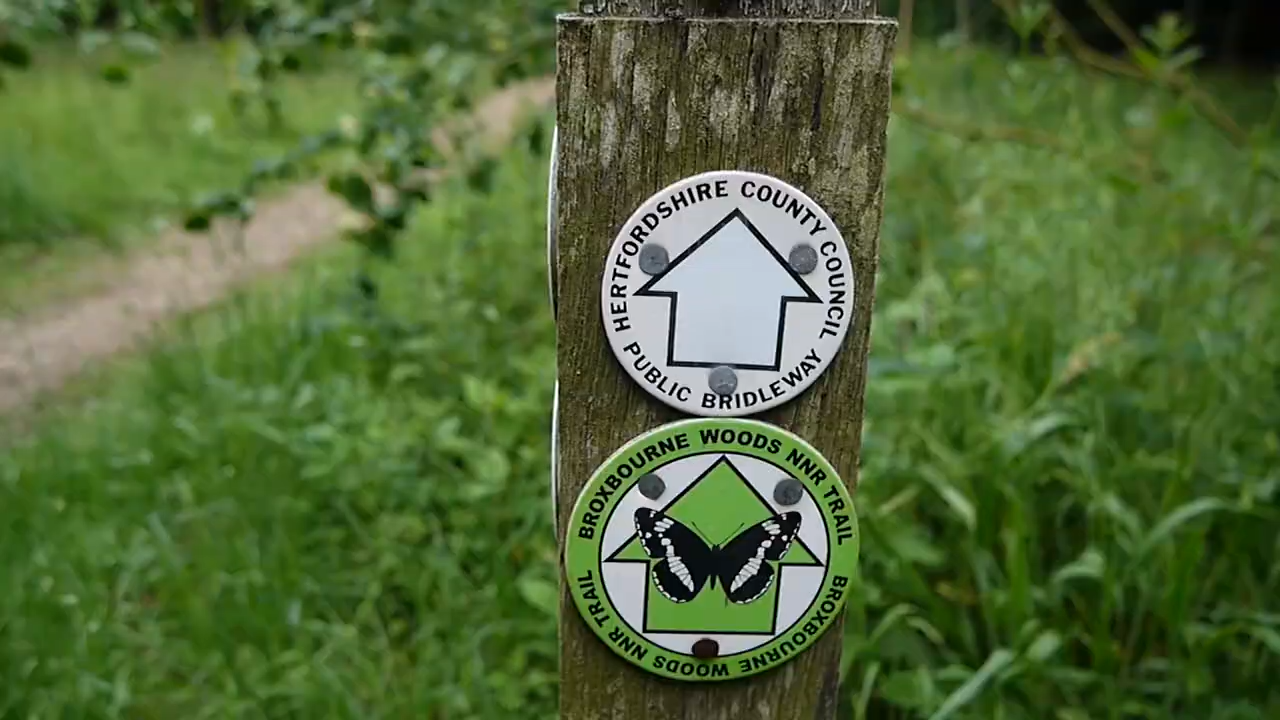 HERTFORDSHIRE COUNTY COUNCIL
PUBLIC BRIDLEWAY
BROXBOURNE WOODS NNR TRAIL
BROXBOURNE WOODS NNR TRAIL